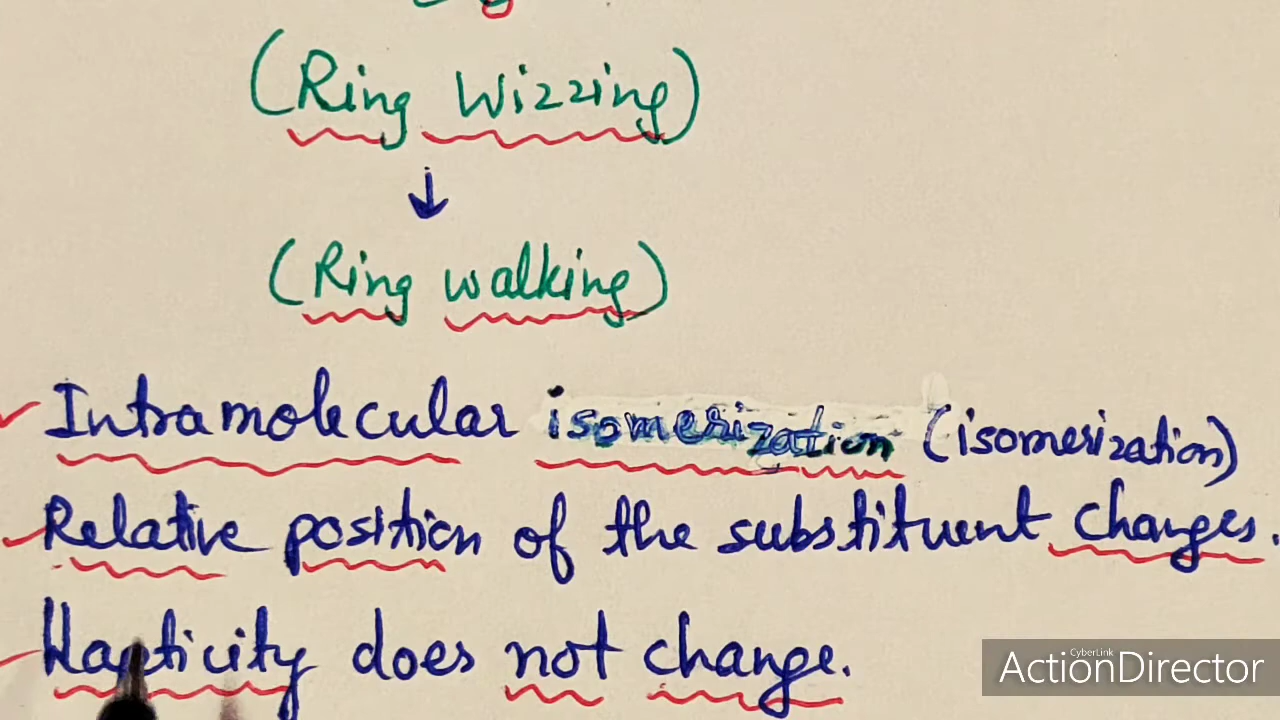 (Ring Wizzing)
↓
(Ring walking)
Intramolecular isomerization (isomerization)
Relative position of the substituent changes.
Hapticity does not change.
CyberLink
ActionDirector